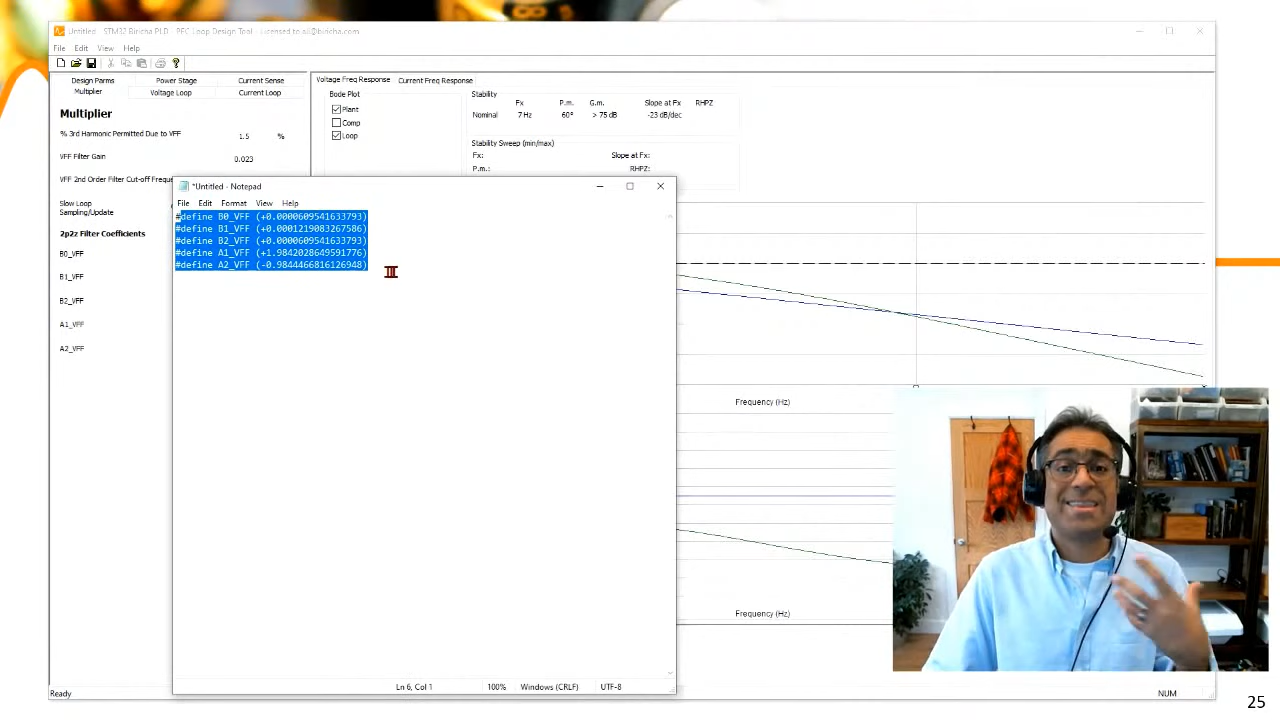 Untitled - STM32 Biricha PLD - PFC Loop Design Tool - Licensed to ali@biricha.com
File Edit View Help
Design Parms Power Stage Current Sense
Multiplier Voltage Loop Current Loop
Multiplier
% 3rd Harmonic Permitted Due to VFF 1.5 %
VFF Filter Gain 0.023
VFF 2nd Order Filter Cut-off Freque
Slow Loop
Sampling/Update
2p2z Filter Coefficients
B0_VFF
B1_VFF
B2_VFF
A1_VFF
A2_VFF
Voltage Freq Response Current Freq Response
Bode Plot
Plant
Comp
Loop
Stability
Fx P.m. G.m. Slope at Fx RHPZ
Nominal 7 Hz 60° > 75 dB -23 dB/dec
Stability Sweep (min/max)
Fx: Slope at Fx:
P.m.: RHPZ:
*Untitled - Notepad
File Edit Format View Help
#define B0_VFF (+0.0000609541633793)
#define B1_VFF (+0.0001219083267586)
#define B2_VFF (+0.0000609541633793)
#define A1_VFF (+1.9842028649591776)
#define A2_VFF (-0.9844466816126948)
Ln 6, Col 1 100% Windows (CRLF) UTF-8
Frequency (Hz)
Frequency (Hz)
Ready NUM
25